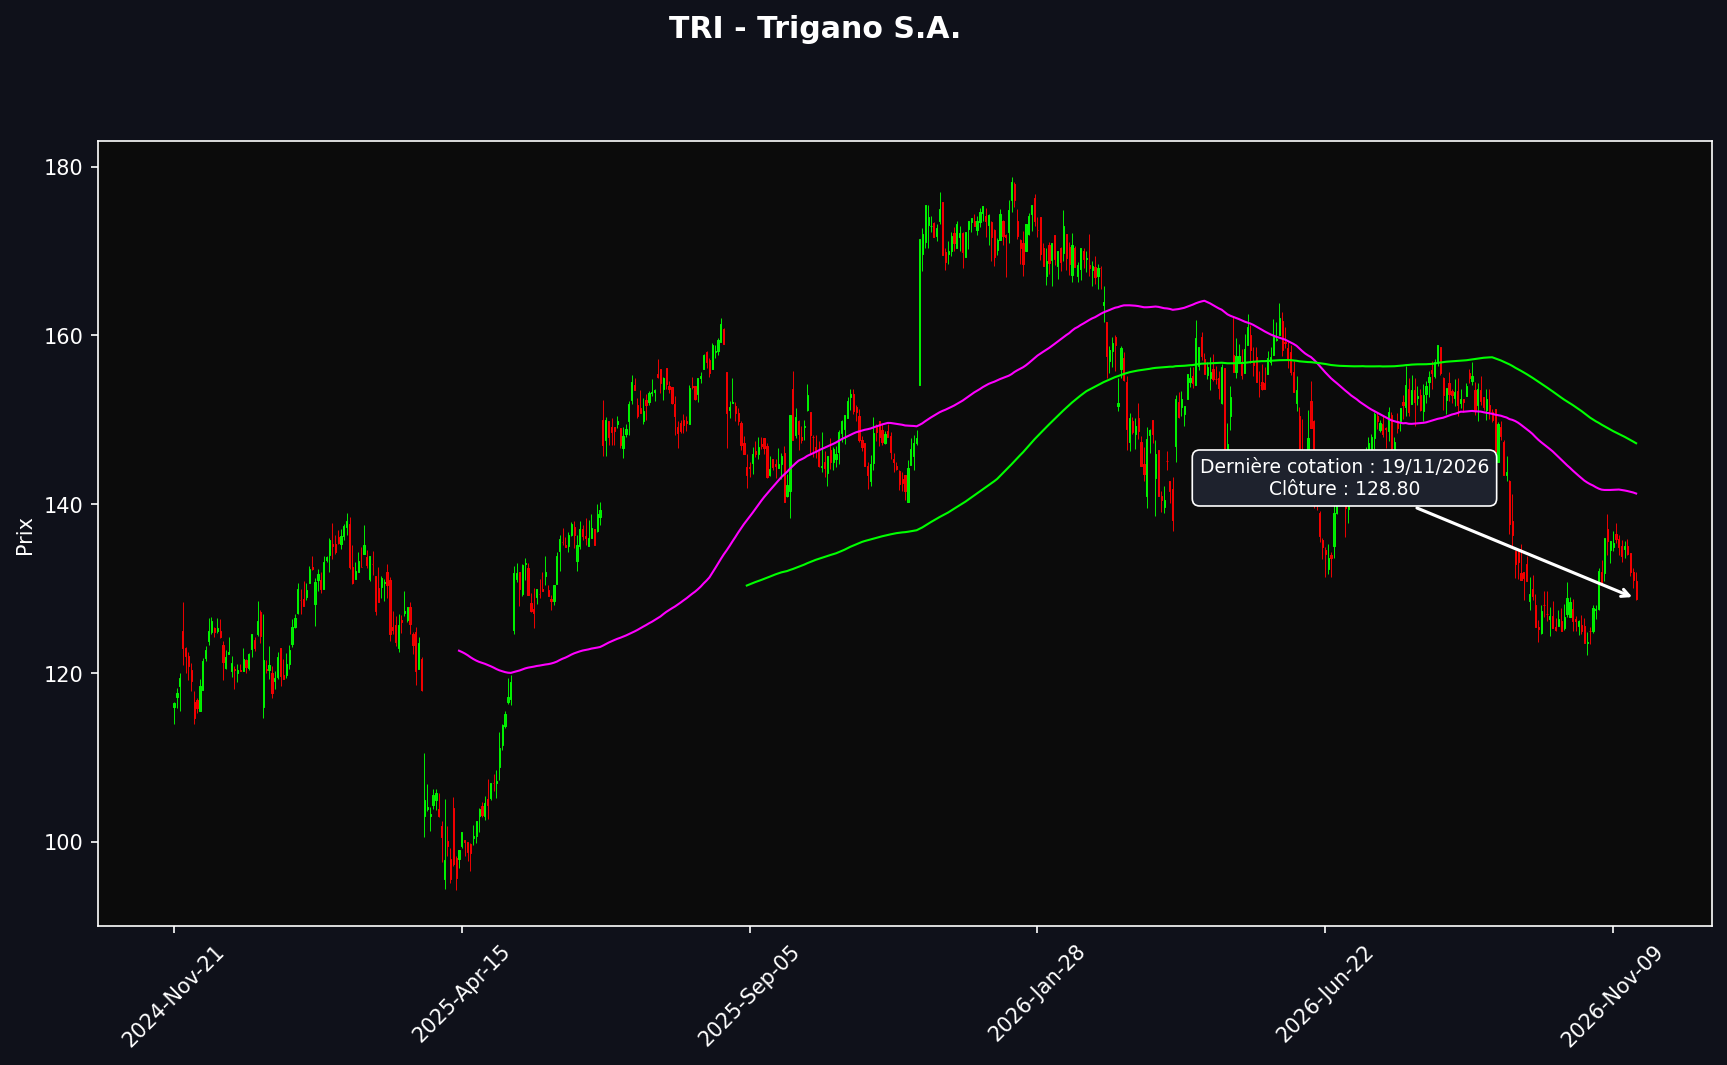 TRI - Trigano S.A.
Prix
180
160
140
120
100
Dernière cotation : 19/11/2026
Clôture : 128.80
2024-Nov-21
2025-Apr-15
2025-Sep-05
2026-Jan-28
2026-Jun-22
2026-Nov-09